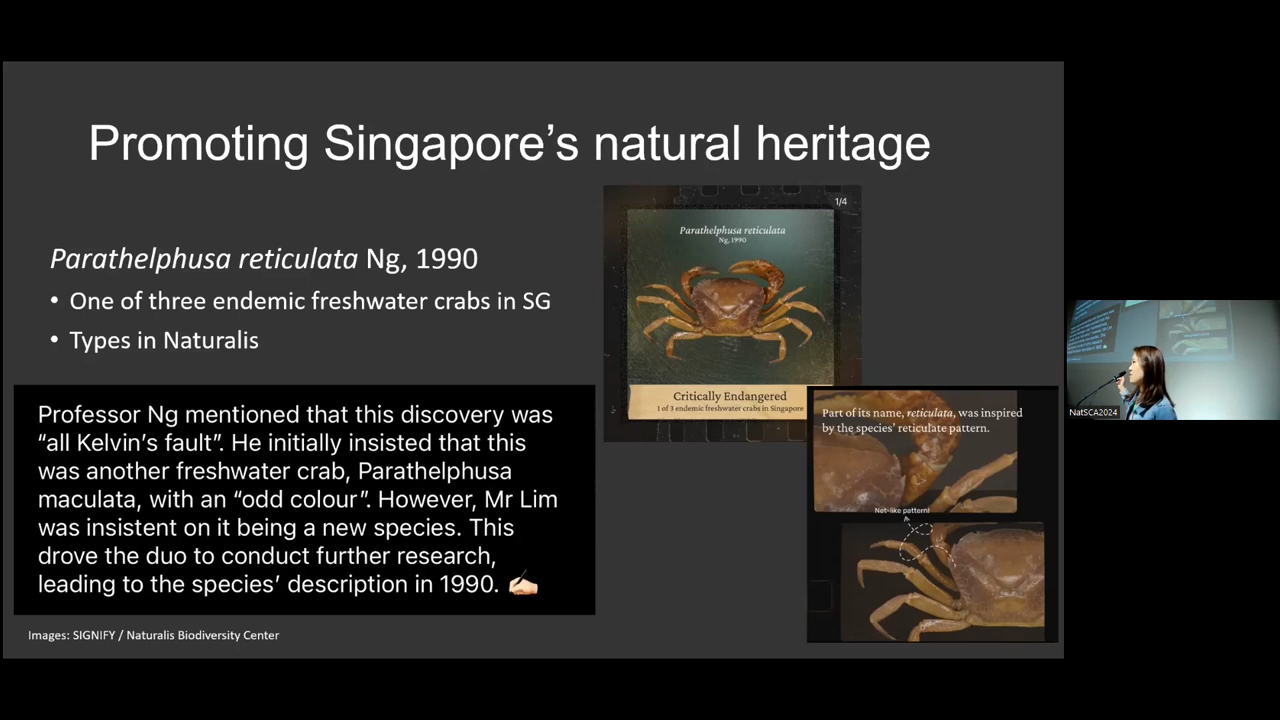 Promoting Singapore’s natural heritage
Parathelphusa reticulata Ng, 1990
• One of three endemic freshwater crabs in SG
• Types in Naturalis
Professor Ng mentioned that this discovery was
“all Kelvin’s fault”. He initially insisted that this
was another freshwater crab, Parathelphusa
maculata, with an “odd colour”. However, Mr Lim
was insistent on it being a new species. This
drove the duo to conduct further research,
leading to the species’ description in 1990. ✍🏻
Images: SIGNIFY / Naturalis Biodiversity Center
1/4
Parathelphusa reticulata
Ng, 1990
Critically Endangered
1 of 3 endemic freshwater crabs in Singapore
Part of its name, reticulata, was inspired
by the species’ reticulate pattern.
Net-like pattern!
NatSCA2024